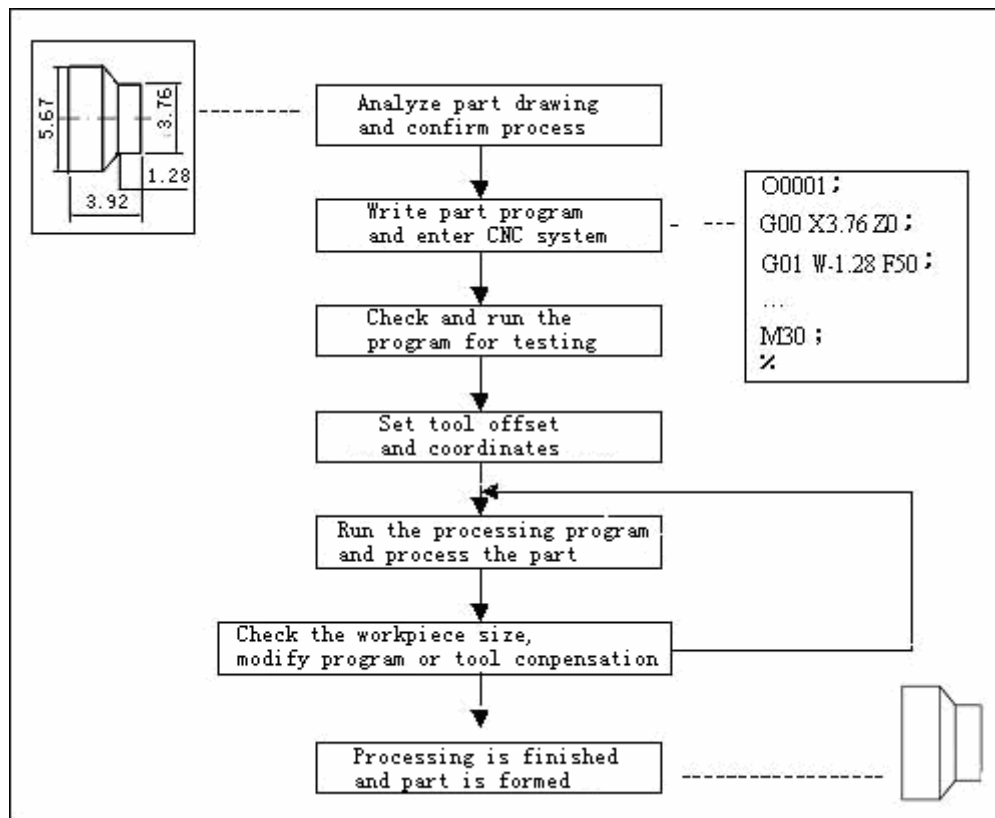 5.67
3.76
1.28
3.92
Analyze part drawing
and confirm process
Write part program
and enter CNC system
O0001;
G00 X3.76 Z0;
G01 W-1.28 F50;
...
M30;
%
Check and run the
program for testing
Set tool offset
and coordinates
Run the processing program
and process the part
Check the workpiece size,
modify program or tool conpensation
Processing is finished
and part is formed